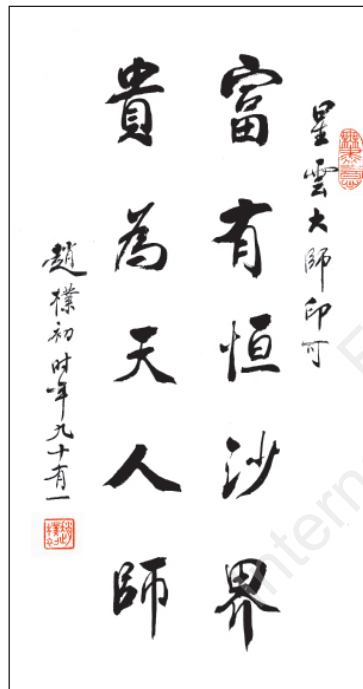 星雲大師印可
富有恒沙界
貴為天人師
趙樸初时年九十有一